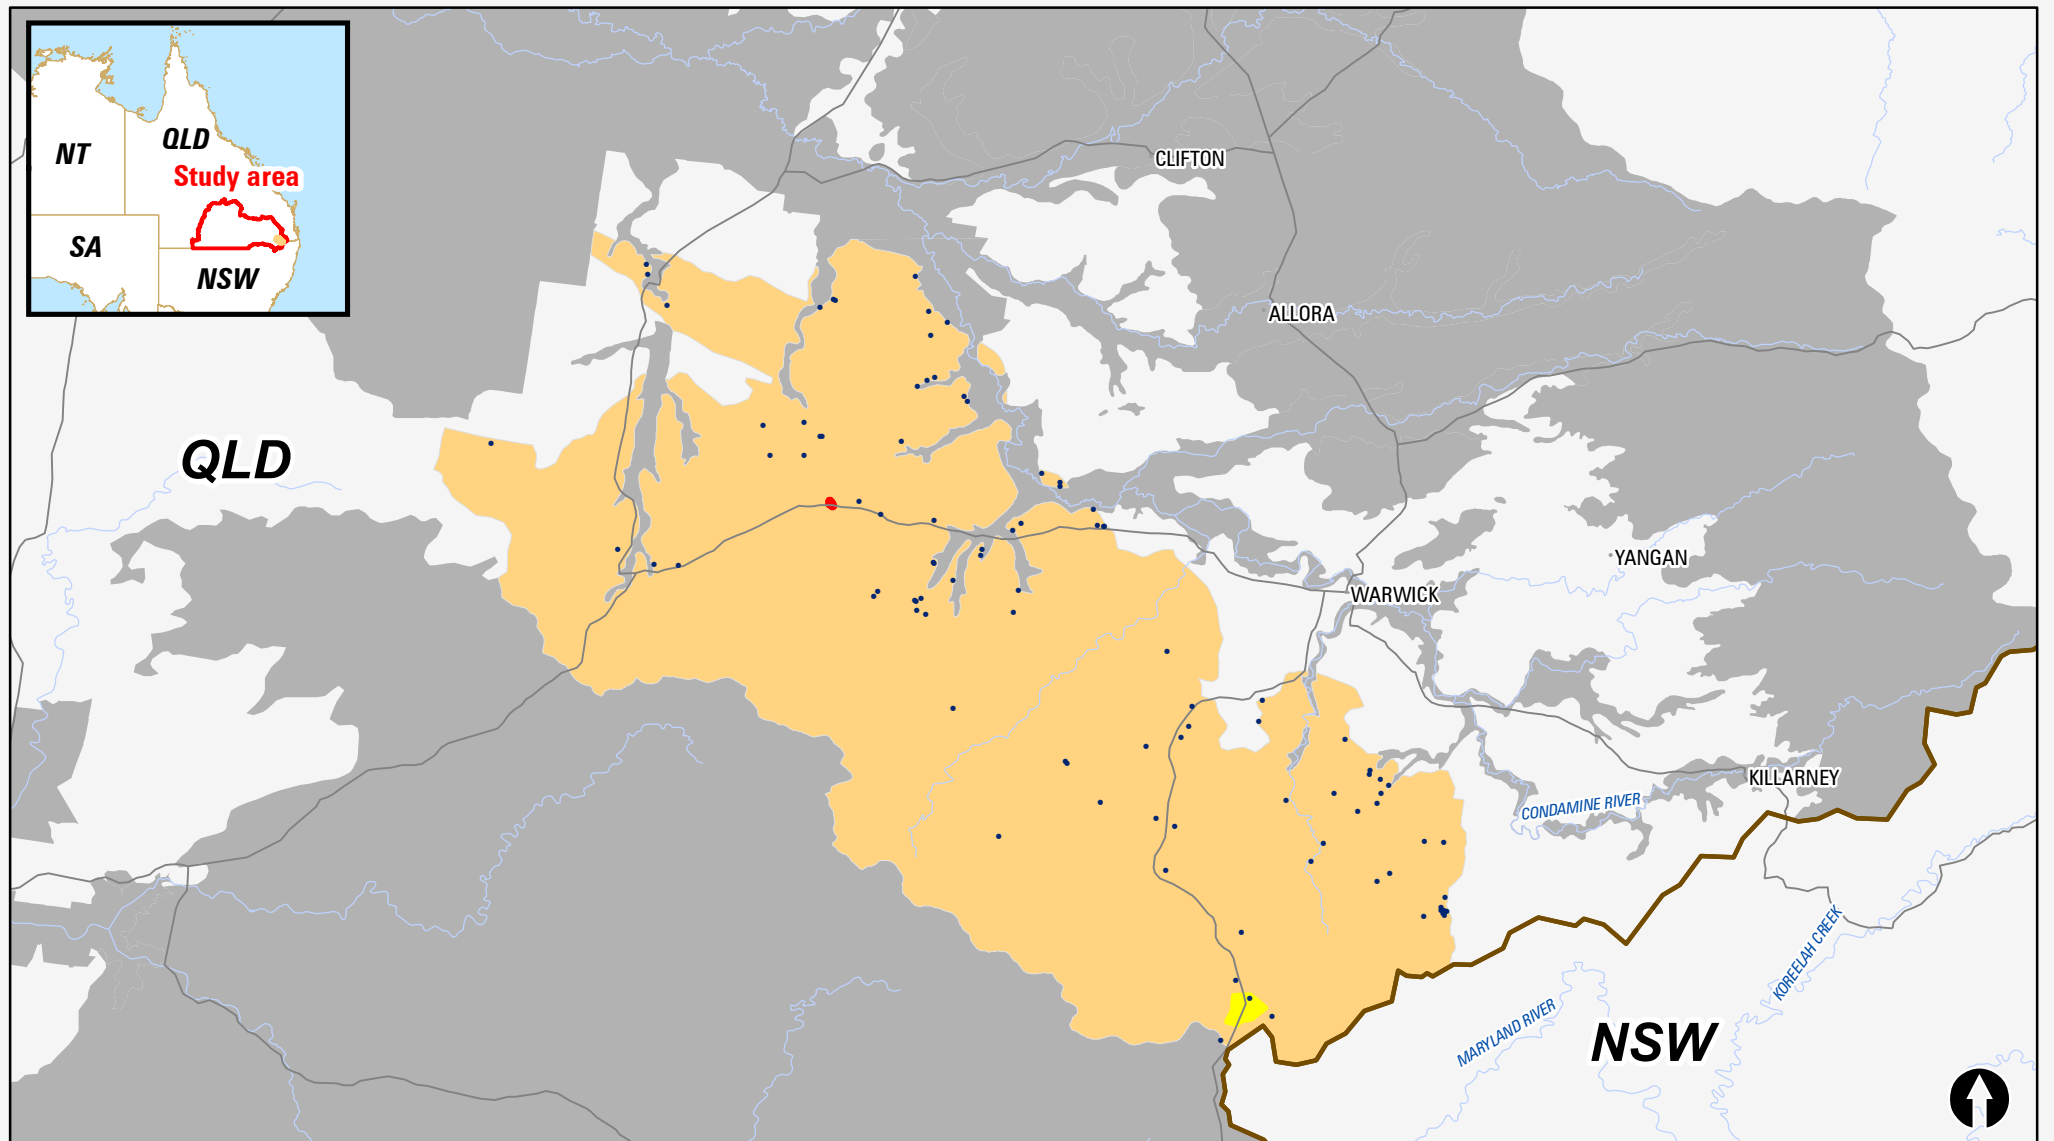 NT
QLD
Study area
SA
NSW
CLIFTON
ALLORA
QLD
YANGAN
WARWICK
KILLARNEY
CONDAMINE RIVER
KOREELAH CREEK
MARYLAND RIVER
NSW